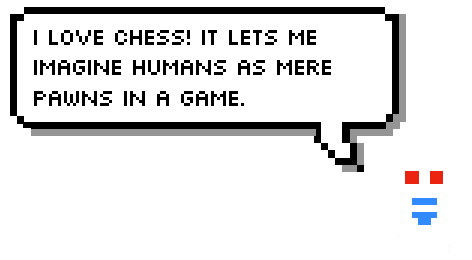 I LOVE CHESS! IT LETS ME
IMAGINE HUMANS AS MERE
PAWNS IN A GAME.